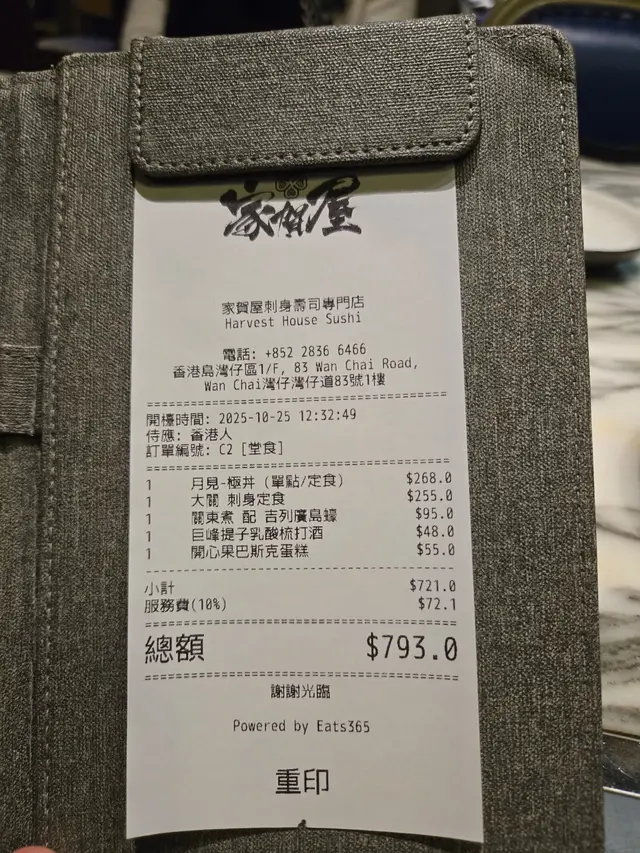 家賀屋
家賀屋刺身壽司專門店
Harvest House Sushi
電話: +852 2836 6466
香港島灣仔區1/F, 83 Wan Chai Road,
Wan Chai灣仔灣仔道83號1樓
開檯時間: 2025-10-25 12:32:49
侍應: 香港人
訂單編號: C2 [堂食]
1 月見-極丼 (單點/定食) $268.0
1 大關 刺身定食 $255.0
1 關東煮 配 吉列廣島蠔 $95.0
1 巨峰提子乳酸梳打酒 $48.0
1 開心果巴斯克蛋糕 $55.0
小計 $721.0
服務費(10%) $72.1
總額 $793.0
謝謝光臨
Powered by Eats365
重印